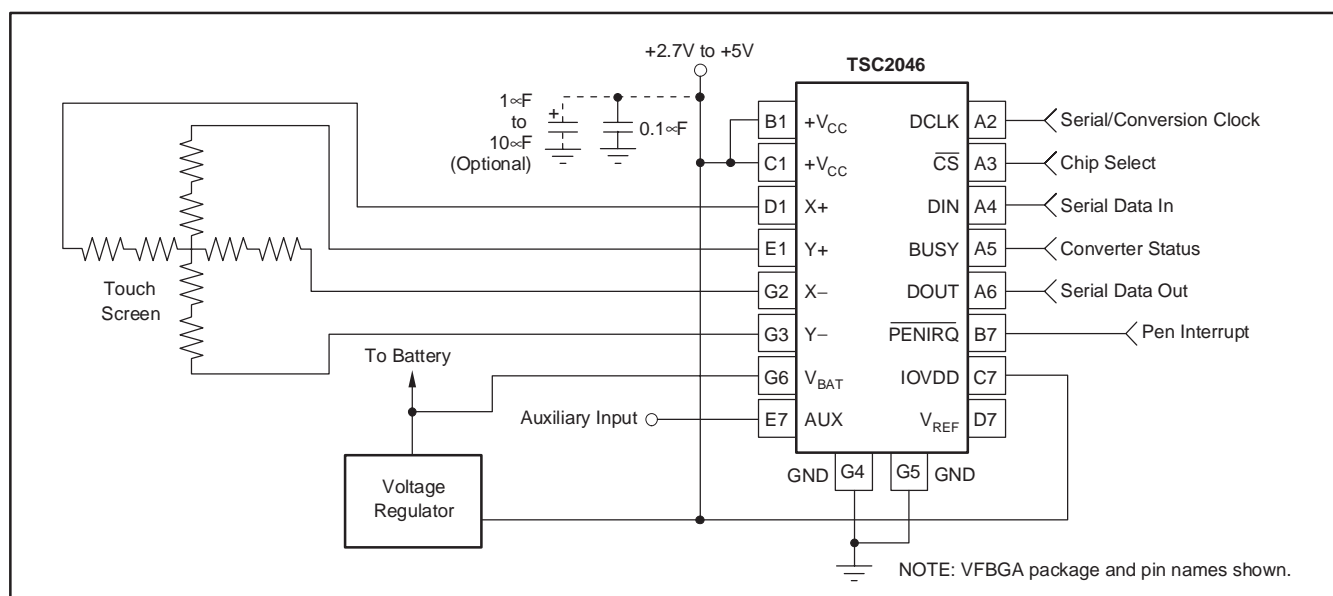 +2.7V to +5V
TSC2046
1∝F
to
10∝F
(Optional)
+
0.1∝F
B1 +VCC DCLK A2 Serial/Conversion Clock
C1 +VCC CS A3 Chip Select
D1 X+ DIN A4 Serial Data In
E1 Y+ BUSY A5 Converter Status
Touch
Screen
G2 X− DOUT A6 Serial Data Out
G3 Y− PENIRQ B7 Pen Interrupt
To Battery
G6 VBAT IOVDD C7
Auxiliary Input E7 AUX VREF D7
GND G4 G5 GND
Voltage
Regulator
NOTE: VFBGA package and pin names shown.